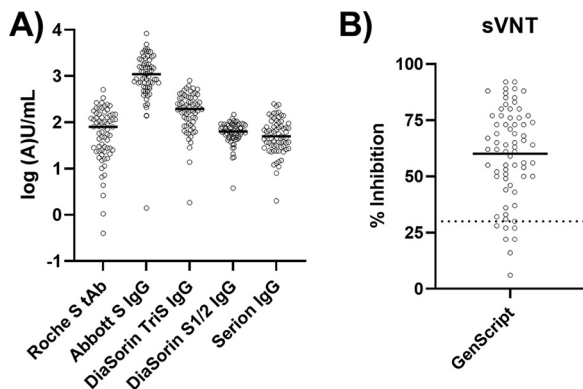 A)
log (A)U/mL
4
3
2
1
0
-1
Roche S tAb
Abbott S IgG
DiaSorin TriS IgG
DiaSorin S1/2 IgG
Serion IgG
B)
sVNT
% Inhibition
100
75
50
25
0
GenScript